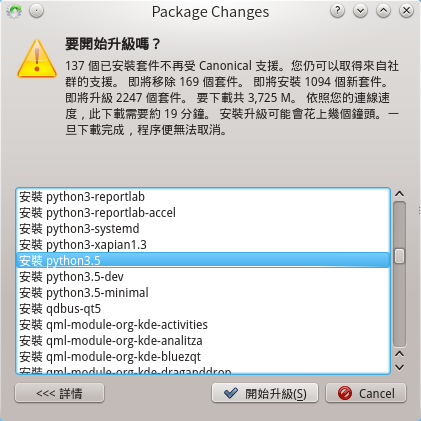 Package Changes
要開始升級嗎？
137 個已安裝套件不再受 Canonical 支援。您仍可以取得來自社
群的支援。 即將移除 169 個套件。 即將安裝 1094 個新套件。
即將升級 2247 個套件。 要下載共 3,725 M。 依照您的連線速
度，此下載需要約 19 分鐘。 安裝升級可能會花上幾個鐘頭。一
旦下載完成，程序便無法取消。
安裝 python3-reportlab
安裝 python3-reportlab-accel
安裝 python3-systemd
安裝 python3-xapian1.3
安裝 python3.5
安裝 python3.5-dev
安裝 python3.5-minimal
安裝 qdbus-qt5
安裝 qml-module-org-kde-activities
安裝 qml-module-org-kde-analitza
安裝 qml-module-org-kde-bluezqt
安裝 qml-module-org-kde-draganddrop
<<< 詳情
開始升級(S)
Cancel